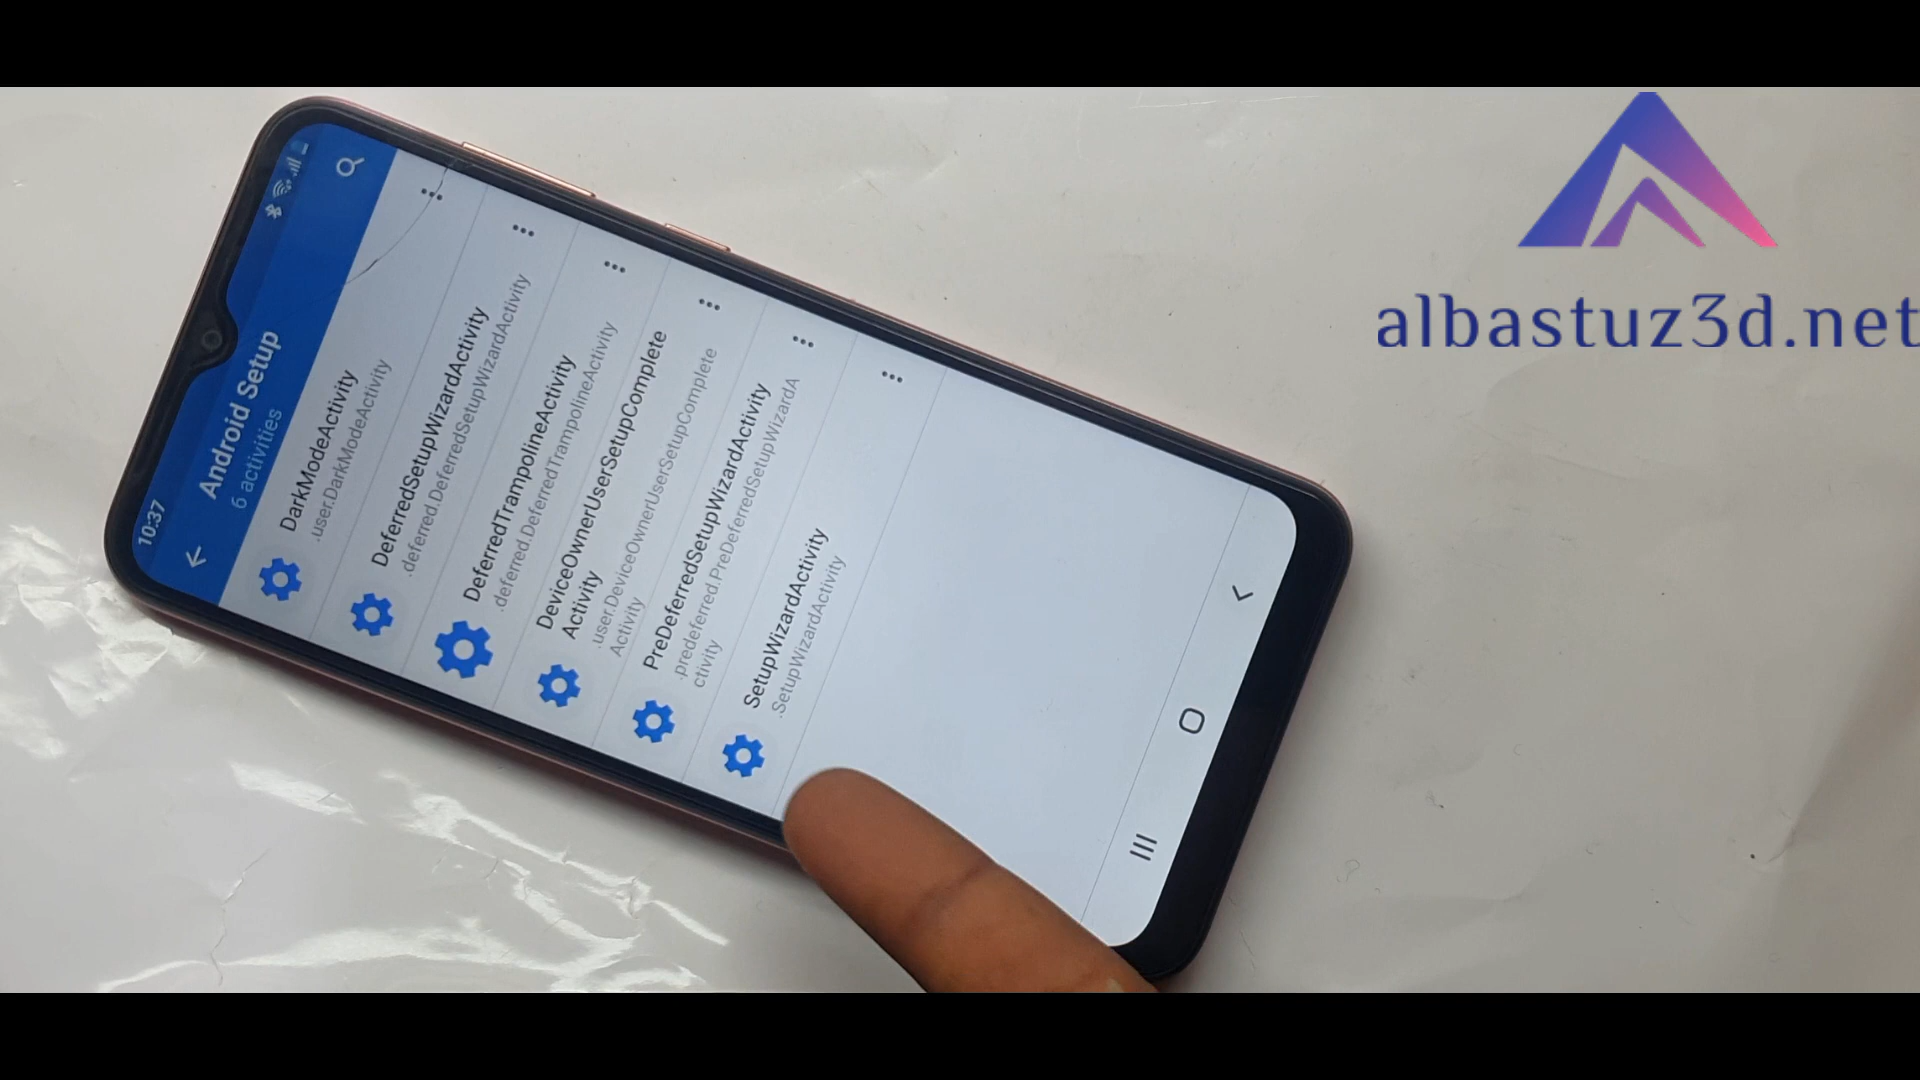 10:37
Android Setup
6 activities
DarkModeActivity
.user.DarkModeActivity
DeferredSetupWizardActivity
.deferred.DeferredSetupWizardActivity
DeferredTrampolineActivity
.deferred.DeferredTrampolineActivity
DeviceOwnerUserSetupComplete
Activity
.user.DeviceOwnerUserSetupComplete
Activity
PreDeferredSetupWizardActivity
.predeferred.PreDeferredSetupWizardA
ctivity
SetupWizardActivity
.SetupWizardActivity
albastuz3d.net